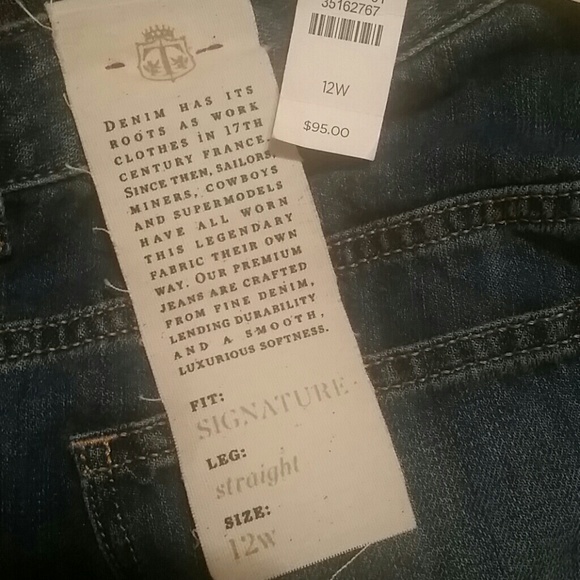 35162767
12W
$95.00
T
DENIM HAS ITS
ROOTS AS WORK
CLOTHES IN 17TH
CENTURY FRANCE.
SINCE THEN, SAILORS,
MINERS, COWBOYS
AND SUPERMODELS
HAVE ALL WORN
THIS LEGENDARY
FABRIC THEIR OWN
WAY. OUR PREMIUM
JEANS ARE CRAFTED
FROM FINE DENIM,
LENDING DURABILITY
AND A SMOOTH,
LUXURIOUS SOFTNESS.
FIT:
SIGNATURE
LEG:
straight
SIZE:
12W